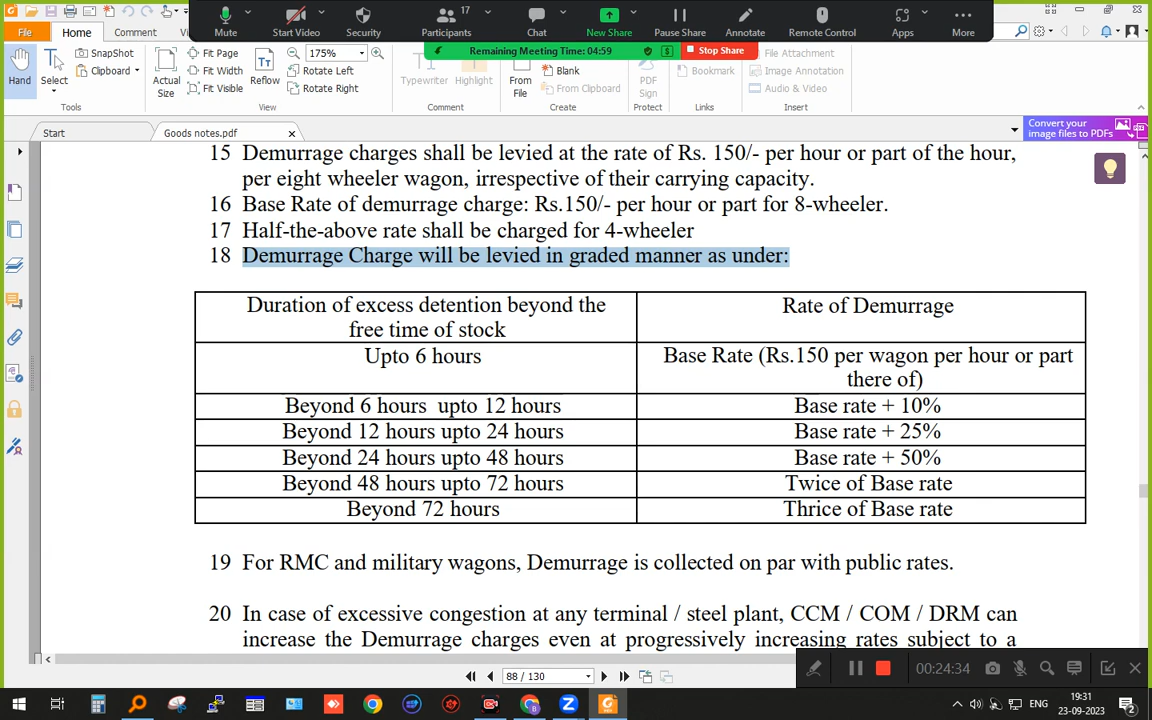 Mute
Start Video
Security
17
Participants
Chat
New Share
Pause Share
Annotate
Remote Control
Apps
More
Remaining Meeting Time: 04:59
Stop Share
File
Home
Comment
Hand
Select
SnapShot
Clipboard
Tools
Actual Size
Fit Page
Fit Width
Fit Visible
Reflow
175%
Rotate Left
Rotate Right
View
Typewriter
Highlight
Comment
From File
Blank
From Clipboard
Create
PDF Sign
Protect
Bookmark
Links
File Attachment
Image Annotation
Audio & Video
Insert
Start
Goods notes.pdf
Convert your
image files to PDFs
15 Demurrage charges shall be levied at the rate of Rs. 150/- per hour or part of the hour,
per eight wheeler wagon, irrespective of their carrying capacity.
16 Base Rate of demurrage charge: Rs.150/- per hour or part for 8-wheeler.
17 Half-the-above rate shall be charged for 4-wheeler
18 Demurrage Charge will be levied in graded manner as under:
Duration of excess detention beyond the
free time of stock
Rate of Demurrage
Upto 6 hours
Base Rate (Rs.150 per wagon per hour or part
there of)
Beyond 6 hours upto 12 hours
Base rate + 10%
Beyond 12 hours upto 24 hours
Base rate + 25%
Beyond 24 hours upto 48 hours
Base rate + 50%
Beyond 48 hours upto 72 hours
Twice of Base rate
Beyond 72 hours
Thrice of Base rate
19 For RMC and military wagons, Demurrage is collected on par with public rates.
20 In case of excessive congestion at any terminal / steel plant, CCM / COM / DRM can
increase the Demurrage charges even at progressively increasing rates subject to a
88 / 130
00:24:34
ENG
19:31
23-09-2023
2